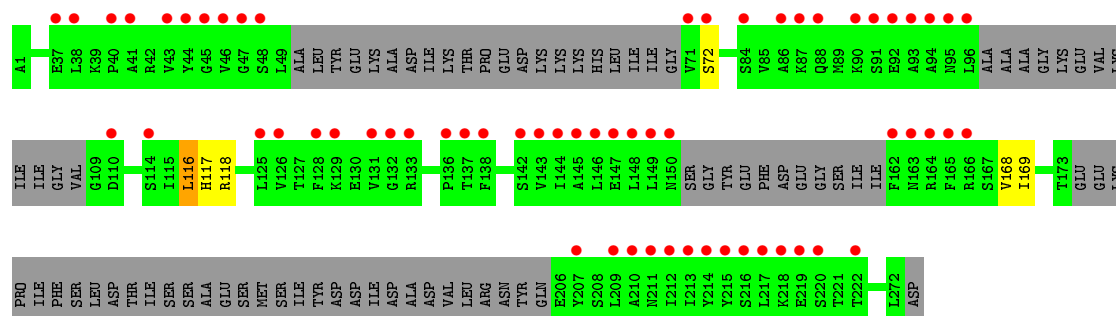 A1 E37 L38 K39 P40 A41 R42 V43 Y44 G45 V46 G47 S48 L49 ALA LEU TYR GLU LYS ALA ASP ILE LYS THR PRO GLU ASP LYS LYS LYS HIS LEU ILE ILE GLY V71 S72 S84 V85 A86 K87 Q88 M89 K90 S91 E92 A93 A94 N95 L96 ALA ALA ALA GLY LYS GLU VAL LYS
ILE ILE GLY VAL G109 D110 S114 I115 L116 H117 R118 L125 V126 T127 F128 K129 E130 V131 G132 R133 P136 T137 F138 S142 V143 I144 A145 L146 E147 L148 L149 N150 SER GLY TYR GLU PHE ASP GLU GLY SER ILE ILE F162 N163 R164 F165 R166 S167 V168 I169 T173 GLU GLU LYS
PRO ILE PHE SER LEU ASP THR ILE SER SER ALA GLU SER MET SER ILE TYR ASP ASP ILE ASP ALA ASP VAL LEU ARG ASN TYR GLN E206 Y207 S208 L209 A210 N211 I212 I213 Y214 Y215 S216 L217 K218 E219 S220 T221 T222 L272 ASP